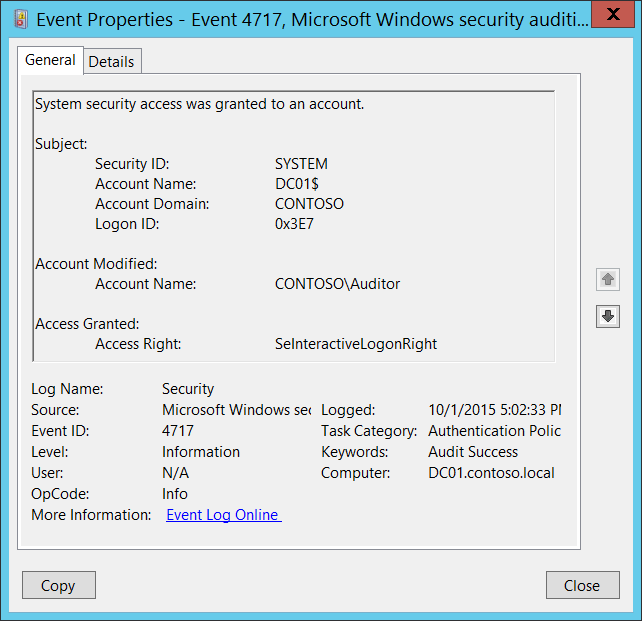 Event Properties - Event 4717, Microsoft Windows security auditi...
General
Details
System security access was granted to an account.
Subject:
Security ID: SYSTEM
Account Name: DC01$
Account Domain: CONTOSO
Logon ID: 0x3E7
Account Modified:
Account Name: CONTOSO\Auditor
Access Granted:
Access Right: SeInteractiveLogonRight
Log Name: Security
Source: Microsoft Windows sec Logged: 10/1/2015 5:02:33 PM
Event ID: 4717 Task Category: Authentication Polic
Level: Information Keywords: Audit Success
User: N/A Computer: DC01.contoso.local
OpCode: Info
More Information: Event Log Online
Copy
Close